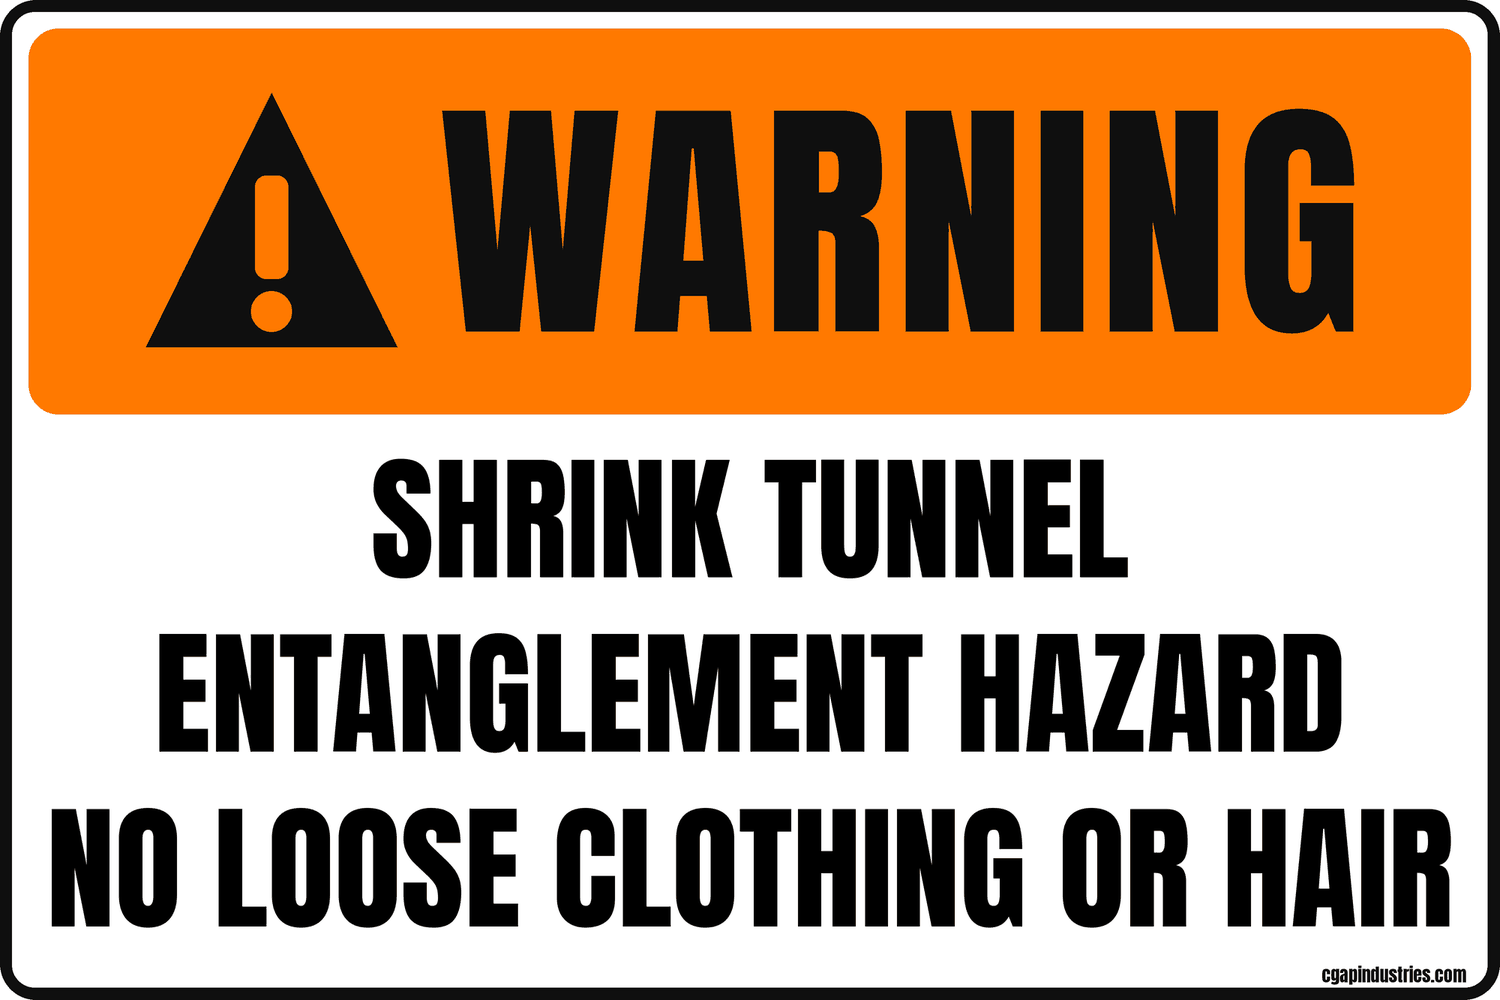 WARNING
SHRINK TUNNEL
ENTANGLEMENT HAZARD
NO LOOSE CLOTHING OR HAIR
cgapindustries.com